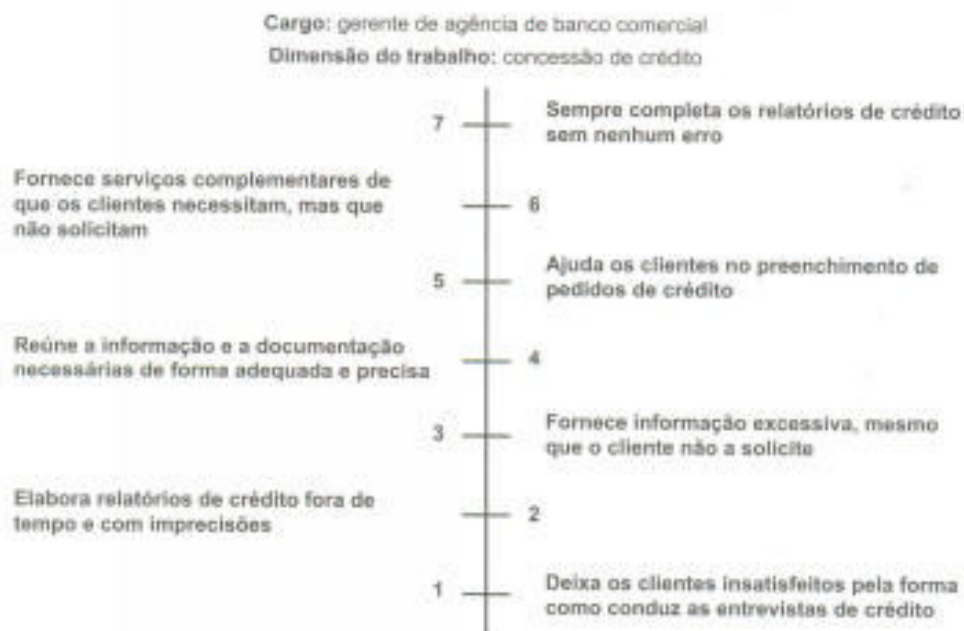 Cargo: gerente de agência de banco comercial
Dimensão do trabalho: concessão de crédito
7
Sempre completa os relatórios de crédito
sem nenhum erro
Fornece serviços complementares de
que os clientes necessitam, mas que
não solicitam
6
5
Ajuda os clientes no preenchimento de
pedidos de crédito
Reúne a informação e a documentação
necessárias de forma adequada e precisa
4
3
Fornece informação excessiva, mesmo
que o cliente não a solicite
Elabora relatórios de crédito fora de
tempo e com imprecisões
2
1
Deixa os clientes insatisfeitos pela forma
como conduz as entrevistas de crédito